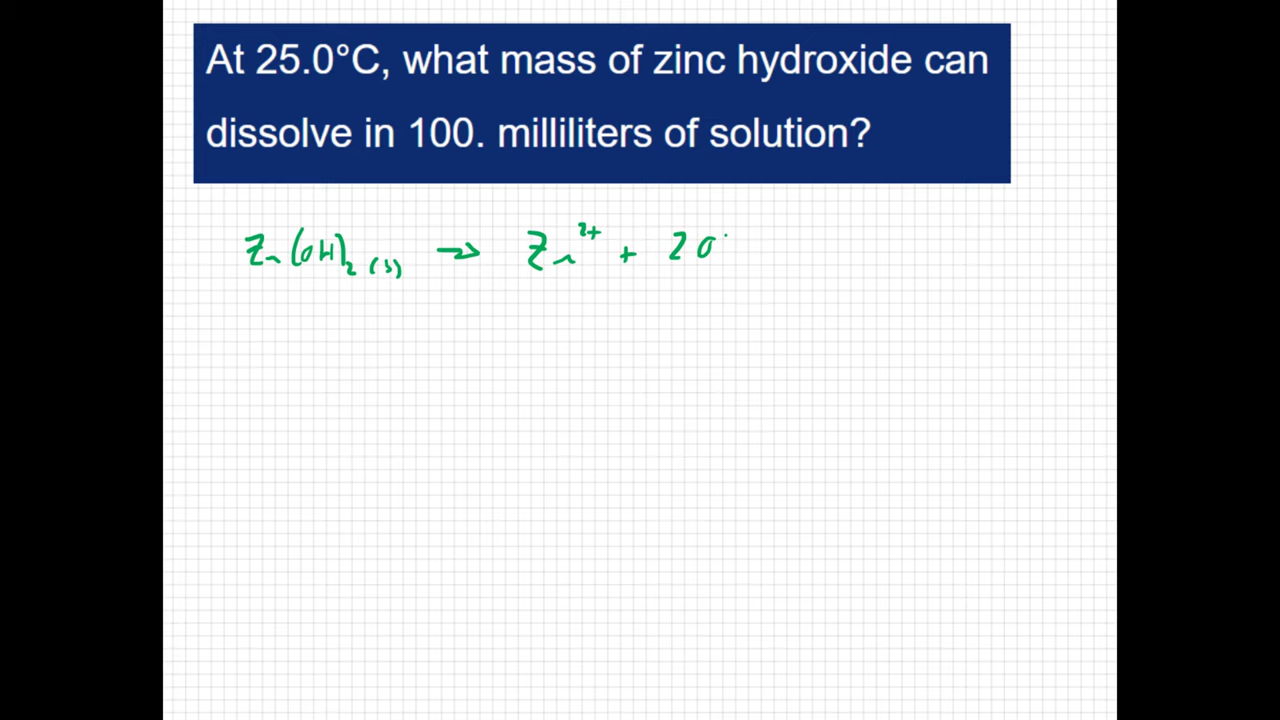 At 25.0°C, what mass of zinc hydroxide can
dissolve in 100. milliliters of solution?
Zn(OH)₂ (s) → Zn²⁺ + 2O